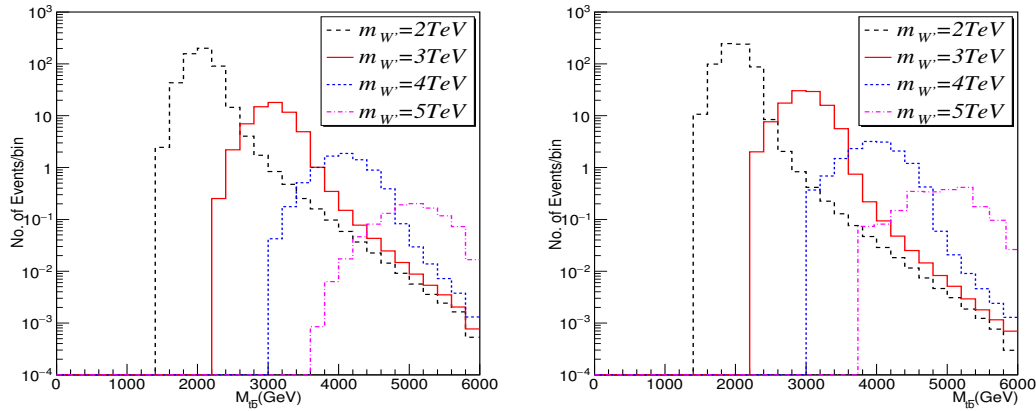 No. of Events/bin
10²
10
1
10⁻¹
10⁻²
10⁻³
10⁻⁴
m_W'=2TeV
m_W'=3TeV
m_W'=4TeV
m_W'=5TeV
0 1000 2000 3000 4000 5000 6000
M_tb̄(GeV)
No. of Events/bin
10³
10²
10
1
10⁻¹
10⁻²
10⁻³
10⁻⁴
m_W'=2TeV
m_W'=3TeV
m_W'=4TeV
m_W'=5TeV
0 1000 2000 3000 4000 5000 6000
M_tb̄(GeV)